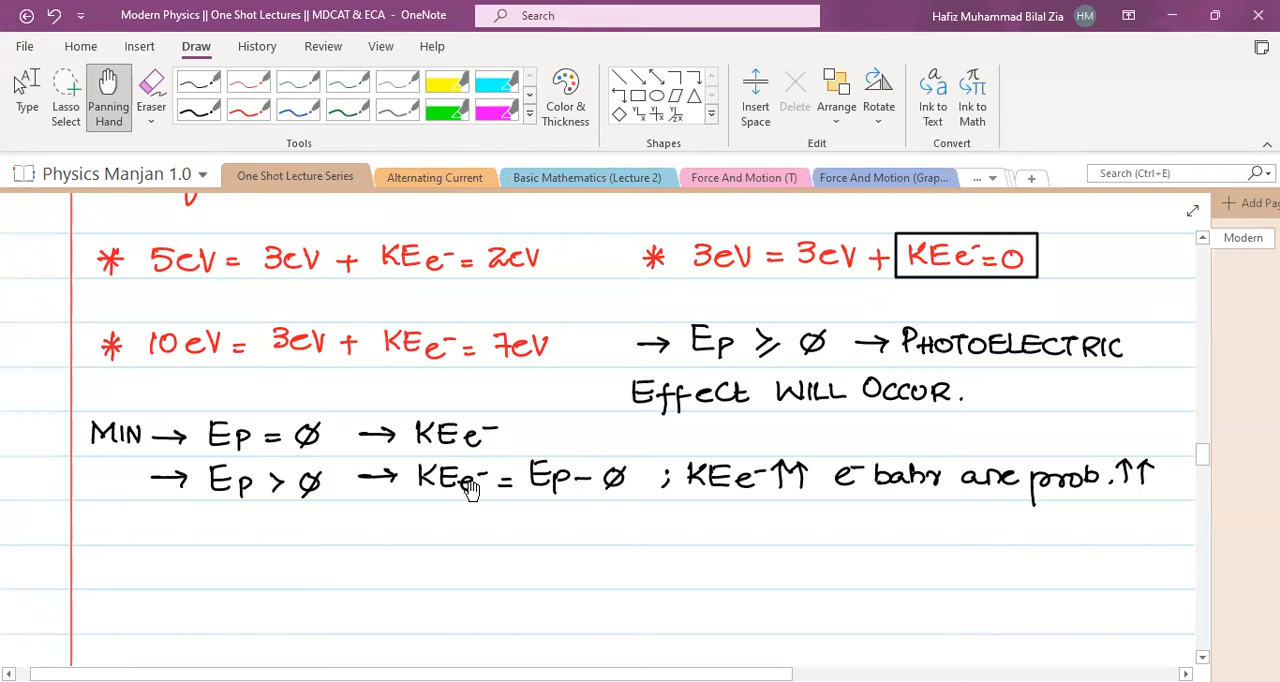 Modern Physics || One Shot Lectures || MDCAT & ECA - OneNote
Search
Hafiz Muhammad Bilal Zia
HM
File Home Insert Draw History Review View Help
Type
Lasso Select
Panning Hand
Eraser
Color & Thickness
Insert Space
Delete
Arrange
Rotate
Ink to Text
Ink to Math
Tools
Shapes
Edit
Convert
Physics Manjan 1.0
One Shot Lecture Series
Alternating Current
Basic Mathematics (Lecture 2)
Force And Motion (T)
Force And Motion (Grap...
...
Search (Ctrl+E)
Add Pag
Modern
* 5eV = 3eV + KEe⁻ = 2eV
* 3eV = 3eV + KEe⁻ = 0
* 10eV = 3eV + KEe⁻ = 7eV
→ Ep ≥ Ø → PHOTOELECTRIC
Effect WILL OCCUR.
MIN → Ep = Ø → KEe⁻
→ Ep > Ø → KEe⁻ = Ep - Ø ; KEe⁻↑↑ e⁻ bahr ane prob.↑↑